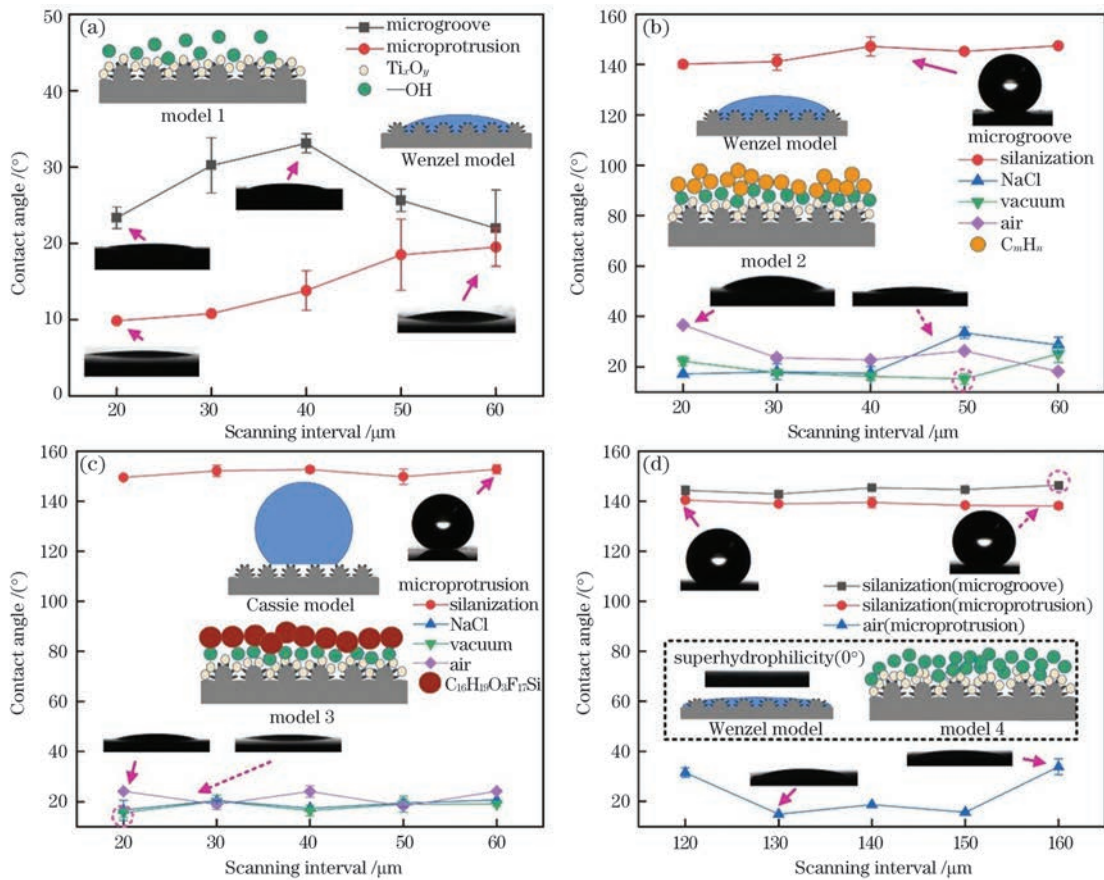 (a)
50
40
30
20
10
0
Contact angle /(°)
20 30 40 50 60
Scanning interval /μm
microgroove
microprotrusion
TiₓOᵧ
—OH
model 1
Wenzel model
(b)
160
140
120
100
80
60
40
20
Contact angle /(°)
20 30 40 50 60
Scanning interval /μm
Wenzel model
microgroove
silanization
NaCl
vacuum
air
CₘHₙ
model 2
(c)
160
140
120
100
80
60
40
20
Contact angle /(°)
20 30 40 50 60
Scanning interval /μm
Cassie model
microprotrusion
silanization
NaCl
vacuum
air
C₁₆H₁₉O₃F₁₇Si
model 3
(d)
160
140
120
100
80
60
40
20
Contact angle /(°)
120 130 140 150 160
Scanning interval /μm
silanization(microgroove)
silanization(microprotrusion)
air(microprotrusion)
superhydrophilicity(0°)
Wenzel model
model 4